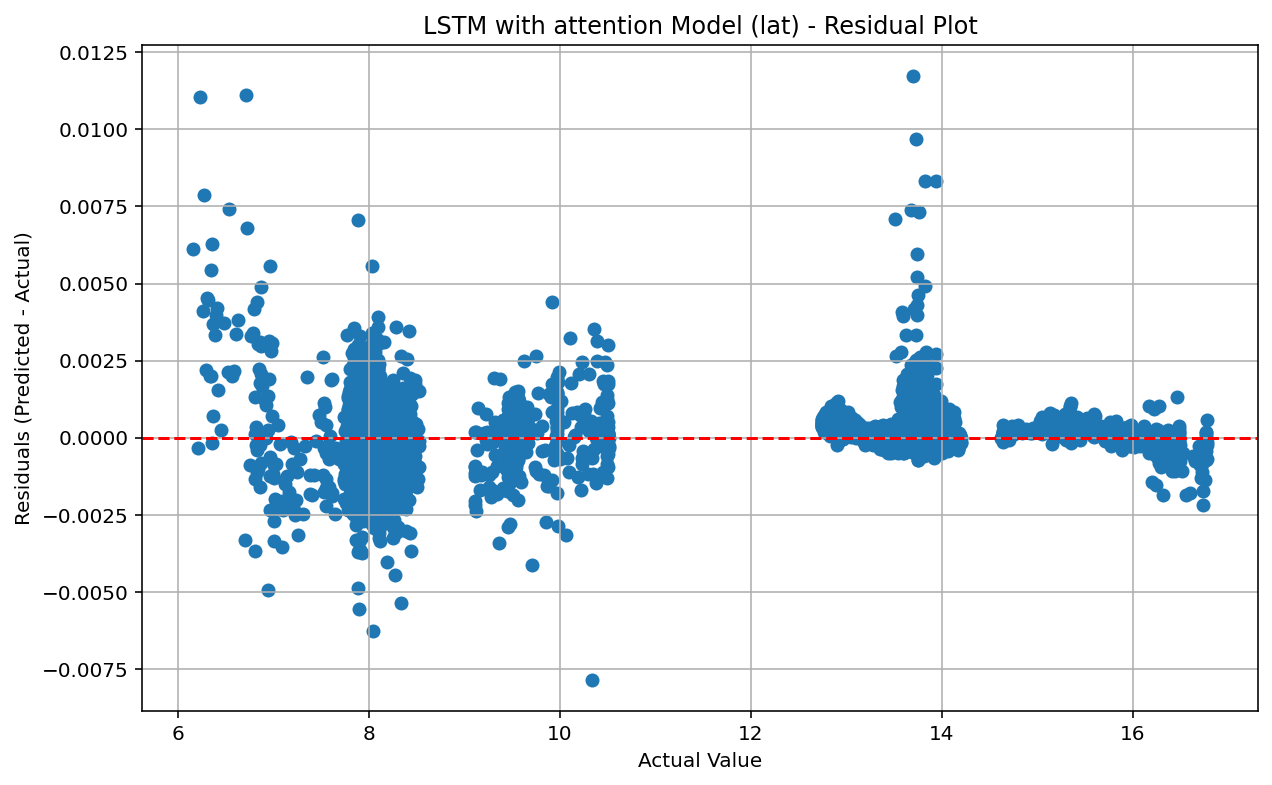 LSTM with attention Model (lat) - Residual Plot
Residuals (Predicted - Actual)
0.0125
0.0100
0.0075
0.0050
0.0025
0.0000
−0.0025
−0.0050
−0.0075
6 8 10 12 14 16
Actual Value